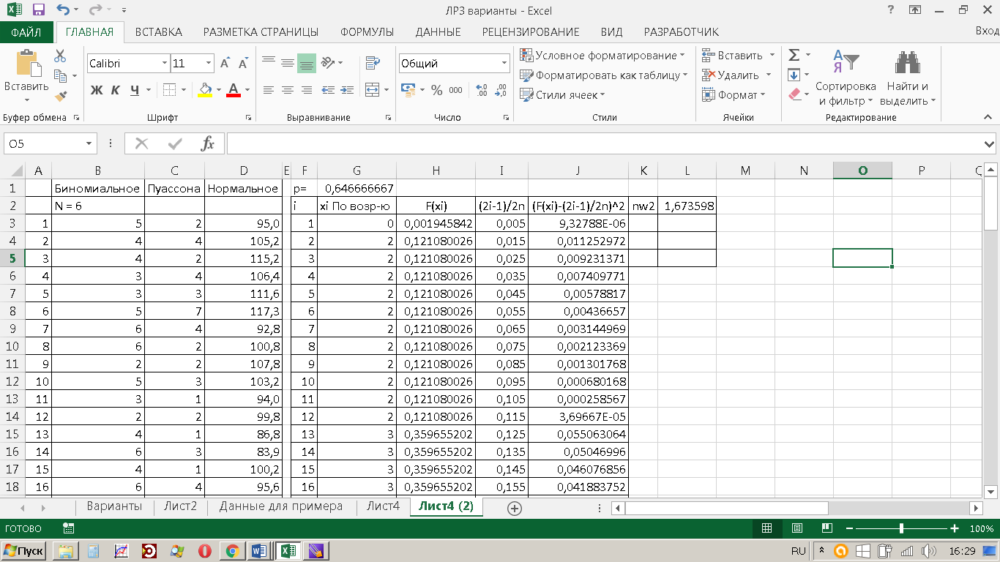 ЛР3 варианты - Excel
ФАЙЛ ГЛАВНАЯ ВСТАВКА РАЗМЕТКА СТРАНИЦЫ ФОРМУЛЫ ДАННЫЕ РЕЦЕНЗИРОВАНИЕ ВИД РАЗРАБОТЧИК Вход
Вставить
Calibri 11
Ж К Ч
Общий
% 000
Условное форматирование
Форматировать как таблицу
Стили ячеек
Вставить
Удалить
Формат
Сортировка и фильтр
Найти и выделить
Буфер обмена Шрифт Выравнивание Число Стили Ячейки Редактирование
O5 fx
A B C D E F G H I J K L M N O P Q
1 Биномиальное Пуассона Нормальное p= 0,646666667
2 N = 6 i xi По возр-ю F(xi) (2i-1)/2n (F(xi)-(2i-1)/2n)^2 nw2 1,673598
3 1 5 2 95,0 1 0 0,001945842 0,005 9,32788E-06
4 2 4 4 105,2 2 2 0,121080026 0,015 0,011252972
5 3 4 2 115,2 3 2 0,121080026 0,025 0,009231371
6 4 3 4 106,4 4 2 0,121080026 0,035 0,007409771
7 5 3 3 111,6 5 2 0,121080026 0,045 0,00578817
8 6 5 7 117,3 6 2 0,121080026 0,055 0,00436657
9 7 6 4 92,8 7 2 0,121080026 0,065 0,003144969
10 8 6 2 100,8 8 2 0,121080026 0,075 0,002123369
11 9 2 2 107,8 9 2 0,121080026 0,085 0,001301768
12 10 5 3 103,2 10 2 0,121080026 0,095 0,000680168
13 11 3 1 94,0 11 2 0,121080026 0,105 0,000258567
14 12 2 2 99,8 12 2 0,121080026 0,115 3,69667E-05
15 13 4 1 86,8 13 3 0,359655202 0,125 0,055063064
16 14 6 3 83,9 14 3 0,359655202 0,135 0,05046996
17 15 4 1 100,2 15 3 0,359655202 0,145 0,046076856
18 16 6 4 95,6 16 3 0,359655202 0,155 0,041883752
Варианты Лист2 Данные для примера Лист4 Лист4 (2)
ГОТОВО 100%
Пуск RU 16:29